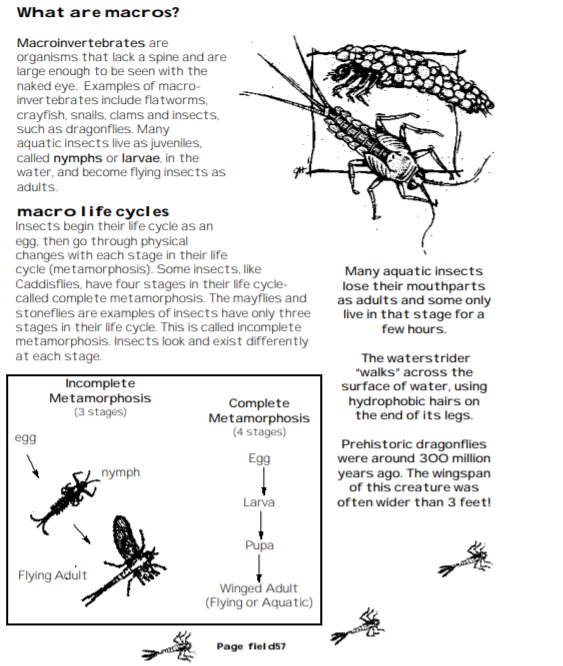 What are macros?
Macroinvertebrates are
organisms that lack a spine and are
large enough to be seen with the
naked eye. Examples of macro-
invertebrates include flatworms,
crayfish, snails, clams and insects,
such as dragonflies. Many
aquatic insects live as juveniles,
called nymphs or larvae, in the
water, and become flying insects as
adults.
macro life cycles
Insects begin their life cycle as an
egg, then go through physical
changes with each stage in their life
cycle (metamorphosis). Some insects, like
Caddisflies, have four stages in their life cycle-
called complete metamorphosis. The mayflies and
stoneflies are examples of insects have only three
stages in their life cycle. This is called incomplete
metamorphosis. Insects look and exist differently
at each stage.
Many aquatic insects
lose their mouthparts
as adults and some only
live in that stage for a
few hours.
The waterstrider
"walks" across the
surface of water, using
hydrophobic hairs on
the end of its legs.
Prehistoric dragonflies
were around 300 million
years ago. The wingspan
of this creature was
often wider than 3 feet!
Incomplete
Metamorphosis
(3 stages)
egg
nymph
Flying Adult
Complete
Metamorphosis
(4 stages)
Egg
Larva
Pupa
Winged Adult
(Flying or Aquatic)
Page field57